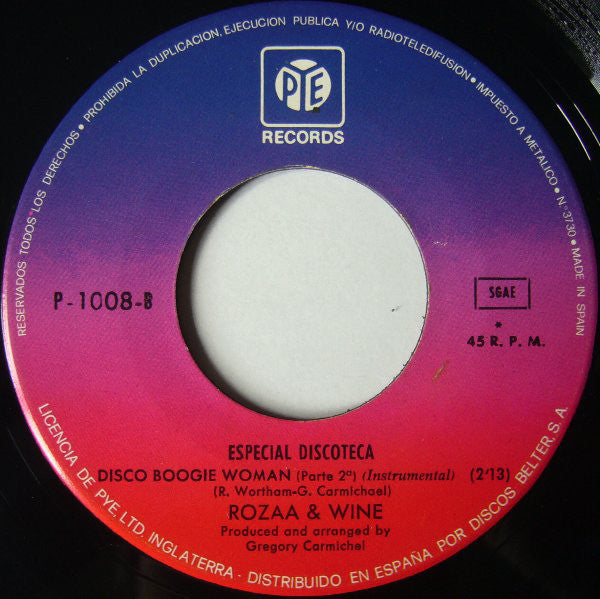 RESERVADOS TODOS LOS DERECHOS • PROHIBIDA LA DUPLICACION, EJECUCION PUBLICA Y/O RADIOTELEDIFUSION • IMPUESTO A METALICO • Nº 3730 • MADE IN SPAIN
PYE
RECORDS
P-1008-B
SGAE
*
45 R. P. M.
ESPECIAL DISCOTECA
DISCO BOOGIE WOMAN (Parte 2ª) (Instrumental) (2'13)
(R. Wortham-G. Carmichael)
ROZAA & WINE
Produced and arranged by
Gregory Carmichel
LICENCIA DE PYE, LTD, INGLATERRA - DISTRIBUIDO EN ESPAÑA POR DISCOS BELTER, S. A.